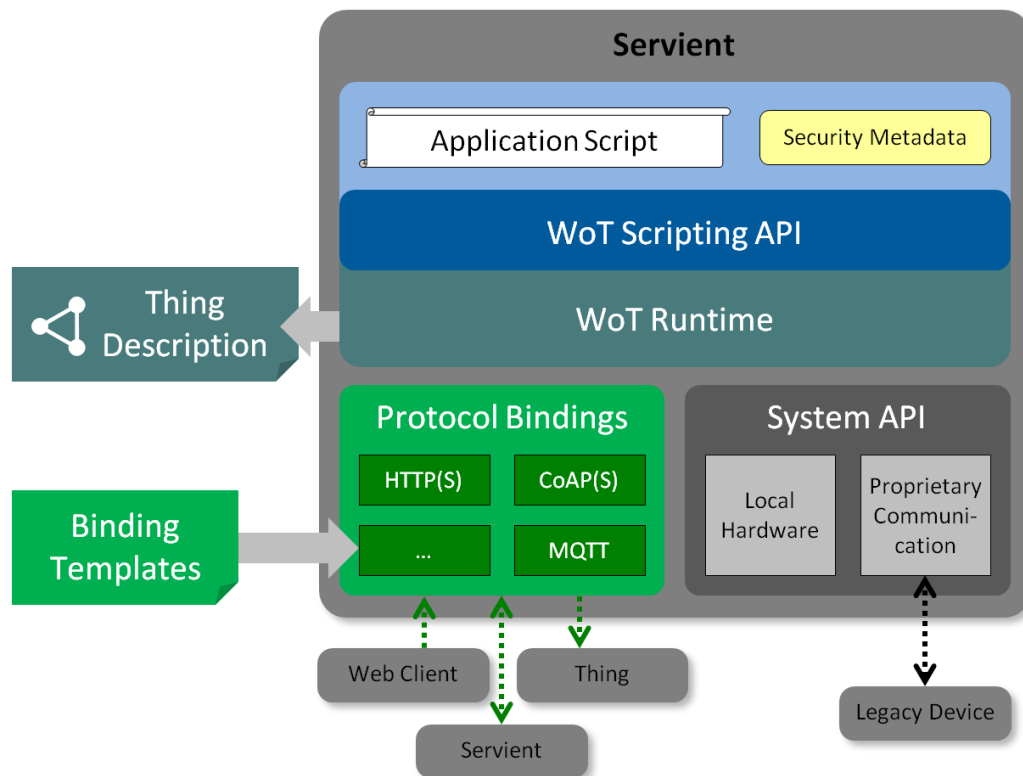 Servient
Application Script
Security Metadata
WoT Scripting API
Thing
Description
WoT Runtime
Protocol Bindings
System API
HTTP(S)
CoAP(S)
Local
Hardware
Proprietary
Communi-
cation
Binding
Templates
...
MQTT
Web Client
Thing
Legacy Device
Servient